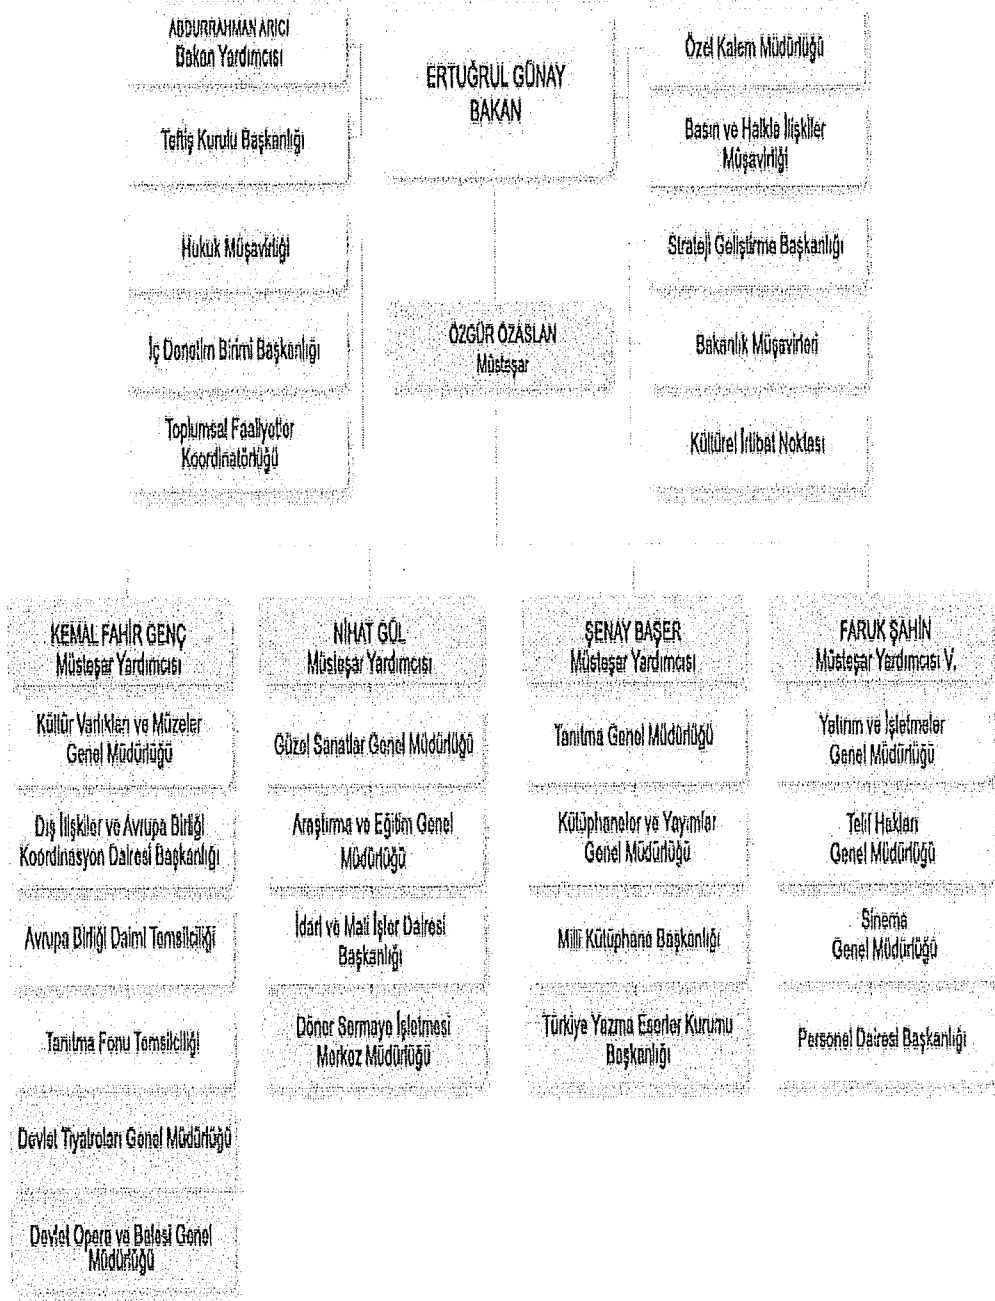 ABDURRAHMAN ARICI
Bakan Yardımcısı
Teftiş Kurulu Başkanlığı
ERTUĞRUL GÜNAY
BAKAN
Özel Kalem Müdürlüğü
Basın ve Halkla İlişkiler
Müşavirliği
Hukuk Müşavirliği
İç Denetim Birimi Başkanlığı
Toplumsal Faaliyetler
Koordinatörlüğü
ÖZGÜR ÖZASLAN
Müsteşar
Strateji Geliştirme Başkanlığı
Bakanlık Müşavirleri
Kültürel İrtibat Noktası
KEMAL FAHİR GENÇ
Müsteşar Yardımcısı
Kültür Varlıkları ve Müzeler
Genel Müdürlüğü
Dış İlişkiler ve Avrupa Birliği
Koordinasyon Dairesi Başkanlığı
Avrupa Birliği Daimi Temsilciliği
Tanıtma Fonu Temsilciliği
Devlet Tiyatroları Genel Müdürlüğü
Devlet Opera ve Balesi Genel
Müdürlüğü
NİHAT GÜL
Müsteşar Yardımcısı
Güzel Sanatlar Genel Müdürlüğü
Araştırma ve Eğitim Genel
Müdürlüğü
İdari ve Mali İşler Dairesi
Başkanlığı
Döner Sermaye İşletmesi
Merkez Müdürlüğü
ŞENAY BAŞER
Müsteşar Yardımcısı
Tanıtma Genel Müdürlüğü
Kütüphaneler ve Yayımlar
Genel Müdürlüğü
Milli Kütüphane Başkanlığı
Türkiye Yazma Eserler Kurumu
Başkanlığı
FARUK ŞAHİN
Müsteşar Yardımcısı V.
Yatırım ve İşletmeler
Genel Müdürlüğü
Telif Hakları
Genel Müdürlüğü
Sinema
Genel Müdürlüğü
Personel Dairesi Başkanlığı